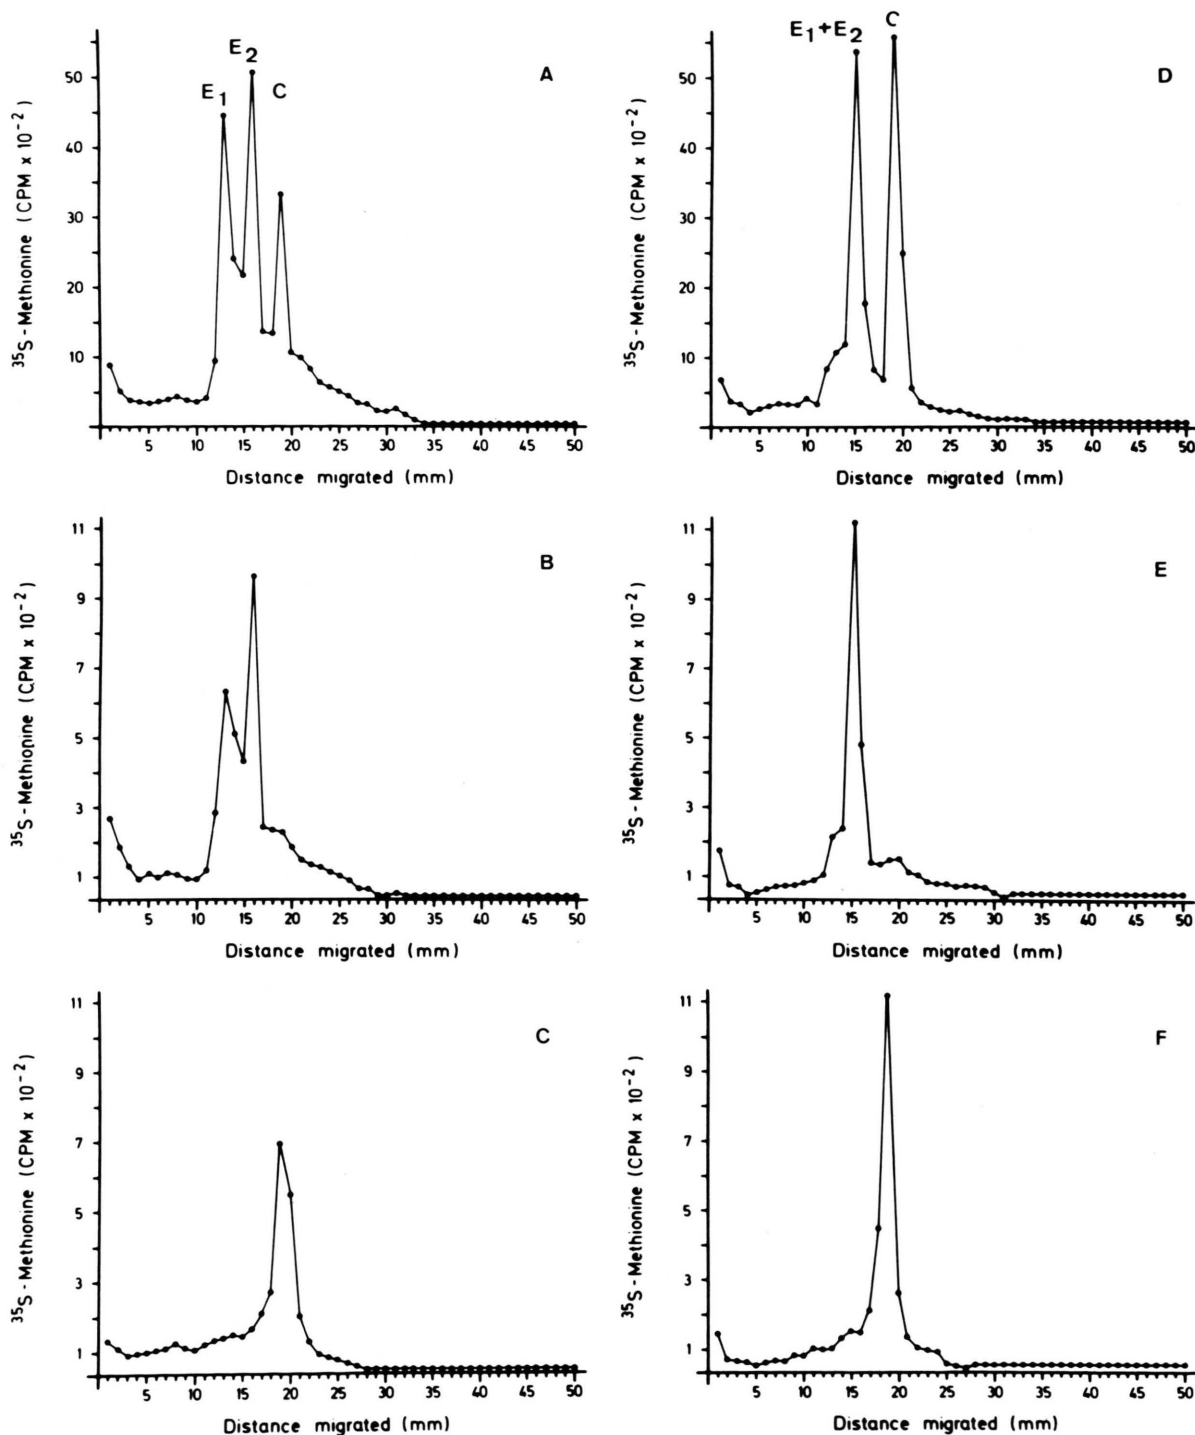 A
E1
E2
C
35S-Methionine (CPM x 10-2)
50
40
30
20
10
5 10 15 20 25 30 35 40 45 50
Distance migrated (mm)
D
E1+E2
C
35S-Methionine (CPM x 10-2)
50
40
30
20
10
5 10 15 20 25 30 35 40 45 50
Distance migrated (mm)
B
35S-Methionine (CPM x 10-2)
11
9
7
5
3
1
5 10 15 20 25 30 35 40 45 50
Distance migrated (mm)
E
35S-Methionine (CPM x 10-2)
11
9
7
5
3
1
5 10 15 20 25 30 35 40 45 50
Distance migrated (mm)
C
35S-Methionine (CPM x 10-2)
11
9
7
5
3
1
5 10 15 20 25 30 35 40 45 50
Distance migrated (mm)
F
35S-Methionine (CPM x 10-2)
11
9
7
5
3
1
5 10 15 20 25 30 35 40 45 50
Distance migrated (mm)